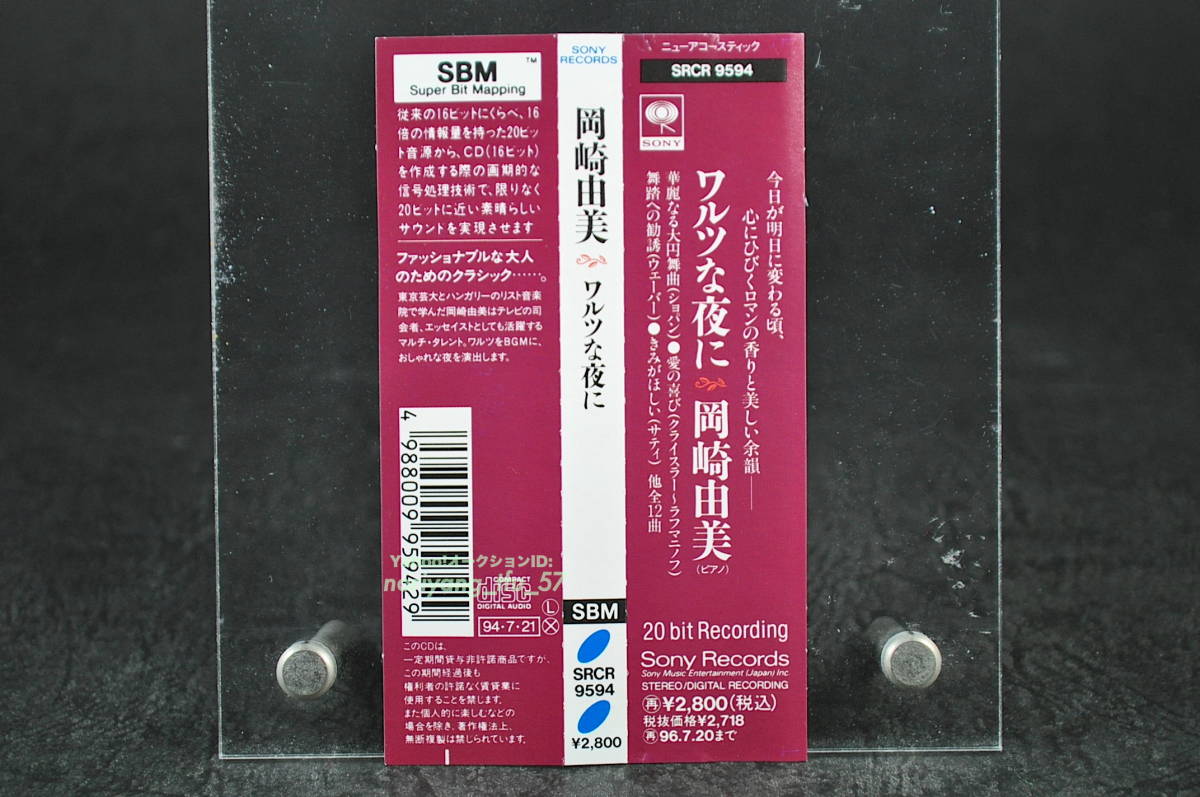 SBM™
Super Bit Mapping
従来の16ビットにくらべ、16
倍の情報量を持った20ビッ
ト音源から、CD(16ビット)
を作成する際の画期的な
信号処理技術で、限りなく
20ビットに近い素晴らしい
サウンドを実現させます
ファッショナブルな大人
のためのクラシック……。
東京芸大とハンガリーのリスト音楽
院で学んだ岡崎由美はテレビの司
会者、エッセイストとしても活躍する
マルチ・タレント。ワルツをBGMに、
おしゃれな夜を演出します。
4 988009 959429
オークションID:
COMPACT
disc
DIGITAL AUDIO
94・7・21
L
X
このCDは、
一定期間貸与非許諾商品ですが、
この期間経過後も
権利者の許諾なく賃貸業に
使用することを禁じます。
また個人的に楽しむなどの
場合を除き、著作権法上、
無断複製は禁じられています。
SONY
RECORDS
岡崎由美
ワルツな夜に
SBM
SRCR
9594
¥2,800
ニューアコースティック
SRCR 9594
SONY
今日が明日に変わる頃、
心にひびくロマンの香りと美しい余韻――
ワルツな夜に 岡崎由美(ピアノ)
華麗なる大円舞曲(ショパン)●愛の喜び(クライスラー〜ラフマニノフ)
舞踏への勧誘(ウェーバー)●きみがほしい(サティ) 他全12曲
20 bit Recording
Sony Records
Sony Music Entertainment (Japan) Inc.
STEREO/DIGITAL RECORDING
再¥2,800(税込)
税抜価格¥2,718
再96.7.20まで